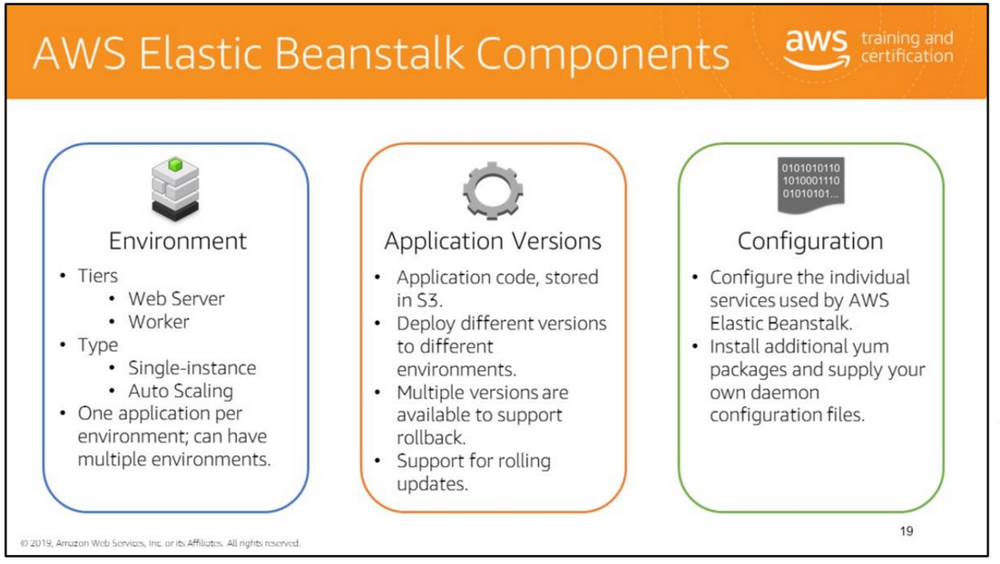 AWS Elastic Beanstalk Components
aws training and
certification
0101010110
1010001110
01010101...
Environment
• Tiers
• Web Server
• Worker
• Type
• Single-instance
• Auto Scaling
• One application per
environment; can have
multiple environments.
Application Versions
• Application code, stored
in S3.
• Deploy different versions
to different
environments.
• Multiple versions are
available to support
rollback.
• Support for rolling
updates.
Configuration
• Configure the individual
services used by AWS
Elastic Beanstalk.
• Install additional yum
packages and supply your
own daemon
configuration files.
19
© 2019, Amazon Web Services, Inc. or its Affiliates. All rights reserved.